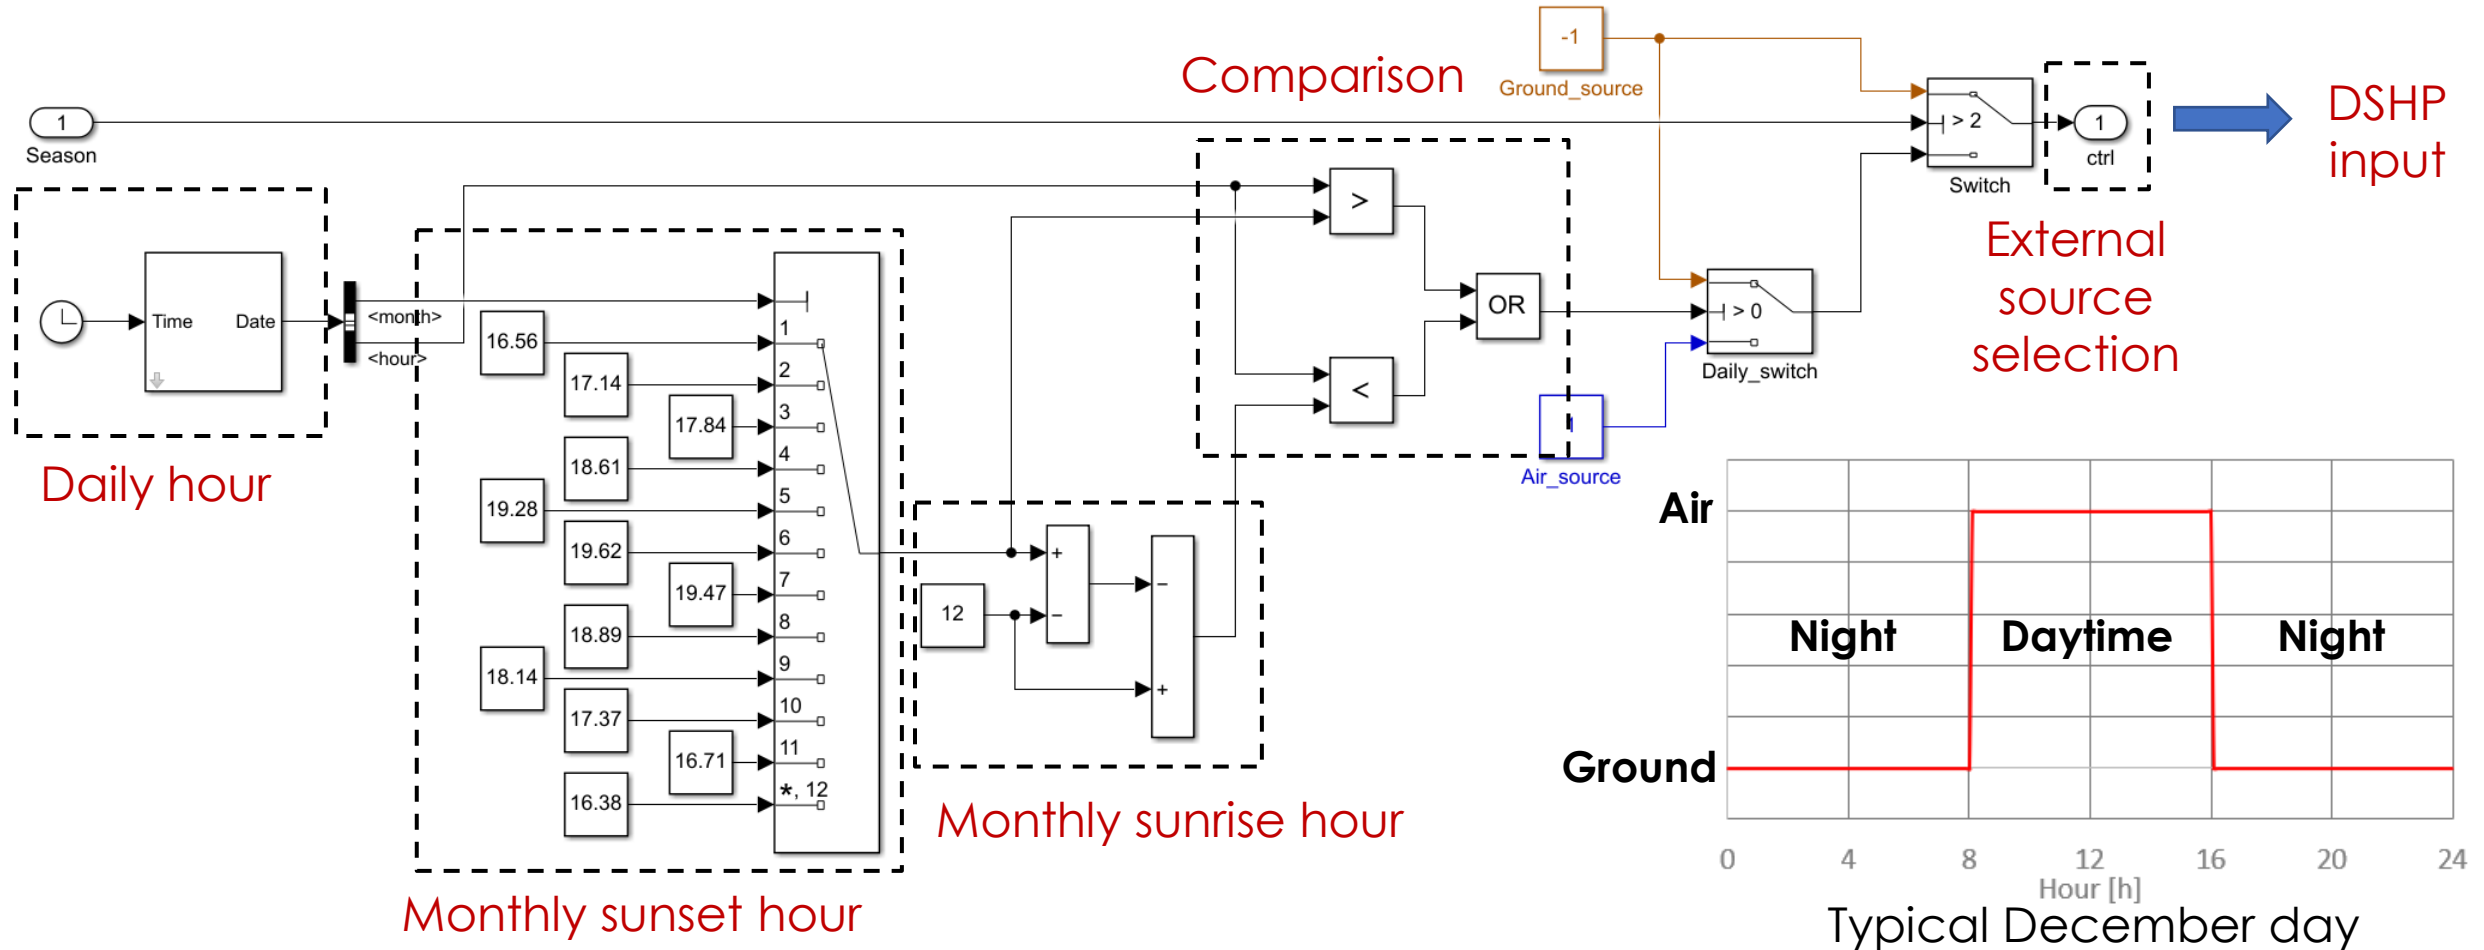 -1
Ground_source
Comparison
1
Season
> 2
Switch
1
ctrl
DSHP
input
External
source
selection
Time
Date
<month>
<hour>
Daily hour
16.56
17.14
17.84
18.61
19.28
19.62
19.47
18.89
18.14
17.37
16.71
16.38
1
2
3
4
5
6
7
8
9
10
11
*, 12
Monthly sunset hour
12
+
−
−
+
Monthly sunrise hour
>
<
OR
> 0
Daily_switch
1
Air_source
Air
Ground
Night
Daytime
Night
0 4 8 12 16 20 24
Hour [h]
Typical December day